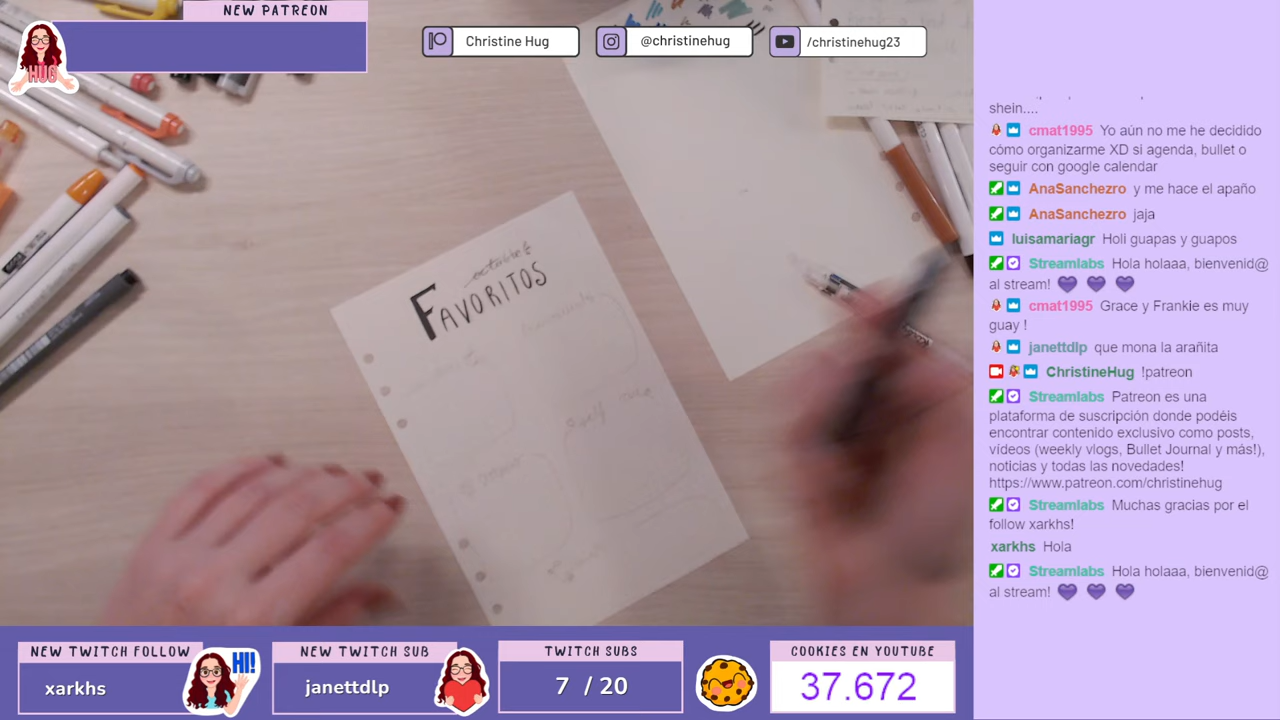 NEW PATREON
HUG
Christine Hug
@christinehug
/christinehug23
octubre
FAVORITOS
shein....
cmat1995 Yo aún no me he decidido
cómo organizarme XD si agenda, bullet o
seguir con google calendar
AnaSanchezro y me hace el apaño
AnaSanchezro jaja
luisamariagr Holi guapas y guapos
Streamlabs Hola holaaa, bienvenid@
al stream!
cmat1995 Grace y Frankie es muy
guay !
janettdlp que mona la arañita
ChristineHug !patreon
Streamlabs Patreon es una
plataforma de suscripción donde podéis
encontrar contenido exclusivo como posts,
vídeos (weekly vlogs, Bullet Journal y más!),
noticias y todas las novedades!
https://www.patreon.com/christinehug
Streamlabs Muchas gracias por el
follow xarkhs!
xarkhs Hola
Streamlabs Hola holaaa, bienvenid@
al stream!
NEW TWITCH FOLLOW
xarkhs
HI!
NEW TWITCH SUB
janettdlp
TWITCH SUBS
7 / 20
COOKIES EN YOUTUBE
37.672